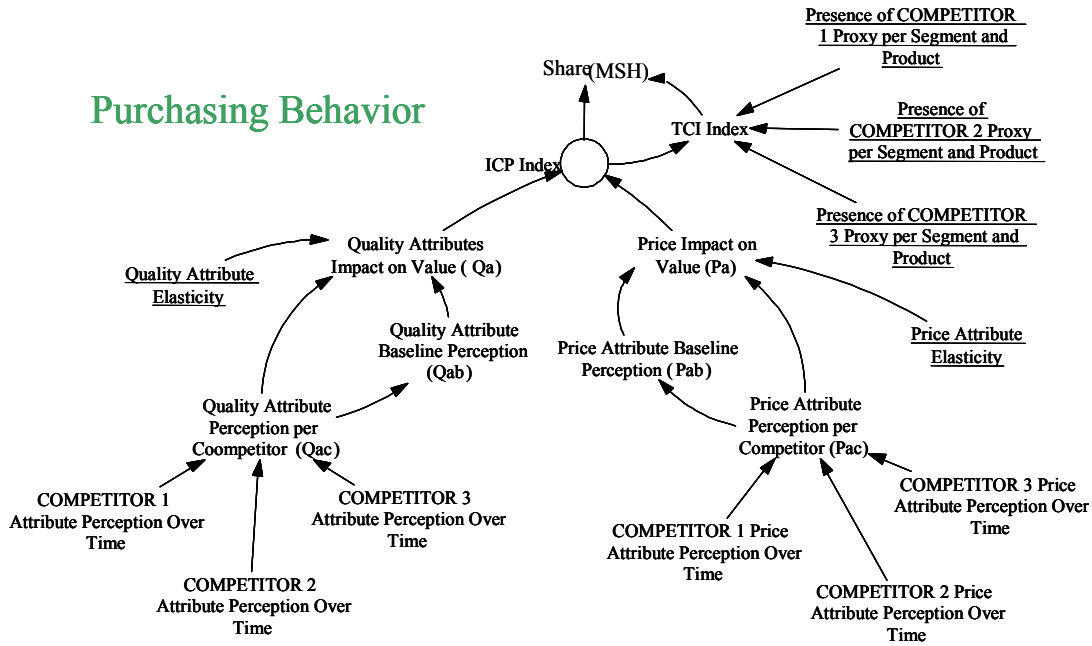 Presence of COMPETITOR
1 Proxy per Segment and
Product
Share(MSH)
Purchasing Behavior
TCI Index
Presence of
COMPETITOR 2 Proxy
per Segment and Product
ICP Index
Presence of COMPETITOR
3 Proxy per Segment and
Product
Quality Attributes
Impact on Value ( Qa)
Price Impact on
Value (Pa)
Quality Attribute
Elasticity
Quality Attribute
Baseline Perception
(Qab)
Price Attribute Baseline
Perception (Pab)
Price Attribute
Elasticity
Quality Attribute
Perception per
Coompetitor (Qac)
Price Attribute
Perception per
Competitor (Pac)
COMPETITOR 1
Attribute Perception Over
Time
COMPETITOR 3
Attribute Perception Over
Time
COMPETITOR 3 Price
Attribute Perception Over
Time
COMPETITOR 1 Price
Attribute Perception Over
Time
COMPETITOR 2
Attribute Perception Over
Time
COMPETITOR 2 Price
Attribute Perception Over
Time